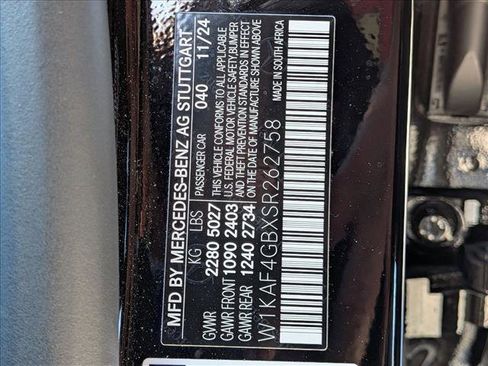 MFD BY MERCEDES-BENZ AG STUTTGART
PASSENGER CAR 040 11/24
KG LBS
GVWR 2280 5027
GAWR FRONT 1090 2403
GAWR REAR 1240 2734
THIS VEHICLE CONFORMS TO ALL APPLICABLE
U.S. FEDERAL MOTOR VEHICLE SAFETY,BUMPER
AND THEFT PREVENTION STANDARDS IN EFFECT
ON THE DATE OF MANUFACTURE SHOWN ABOVE
W1KAF4GBXSR262758
MADE IN SOUTH AFRICA